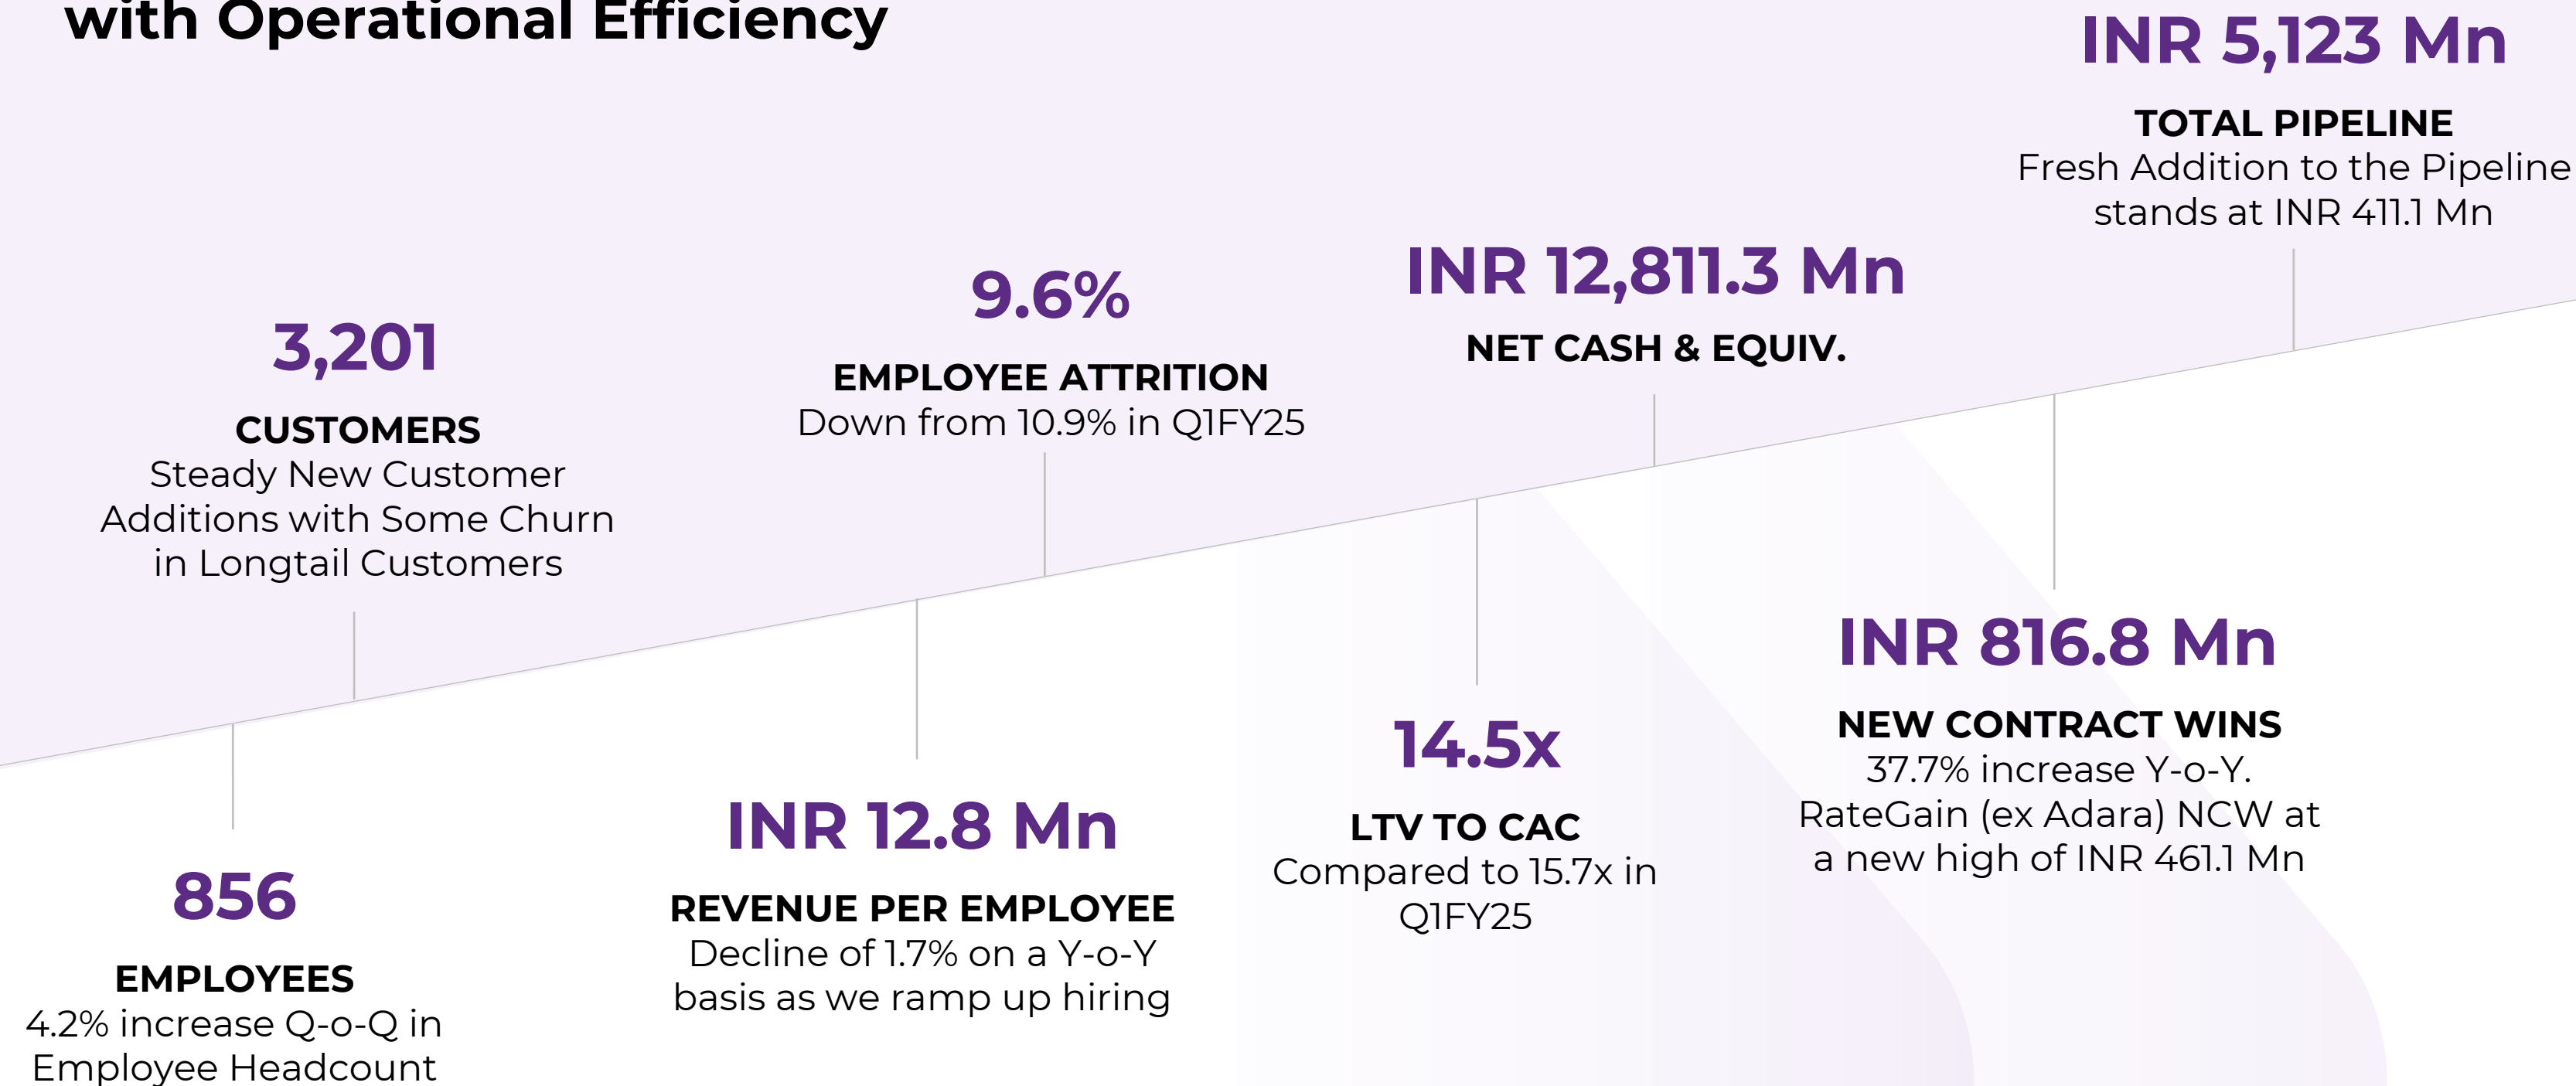 with Operational Efficiency
INR 5,123 Mn
TOTAL PIPELINE
Fresh Addition to the Pipeline
stands at INR 411.1 Mn
3,201
CUSTOMERS
Steady New Customer
Additions with Some Churn
in Longtail Customers
9.6%
EMPLOYEE ATTRITION
Down from 10.9% in Q1FY25
INR 12,811.3 Mn
NET CASH & EQUIV.
856
EMPLOYEES
4.2% increase Q-o-Q in
Employee Headcount
INR 12.8 Mn
REVENUE PER EMPLOYEE
Decline of 1.7% on a Y-o-Y
basis as we ramp up hiring
14.5x
LTV TO CAC
Compared to 15.7x in
Q1FY25
INR 816.8 Mn
NEW CONTRACT WINS
37.7% increase Y-o-Y.
RateGain (ex Adara) NCW at
a new high of INR 461.1 Mn